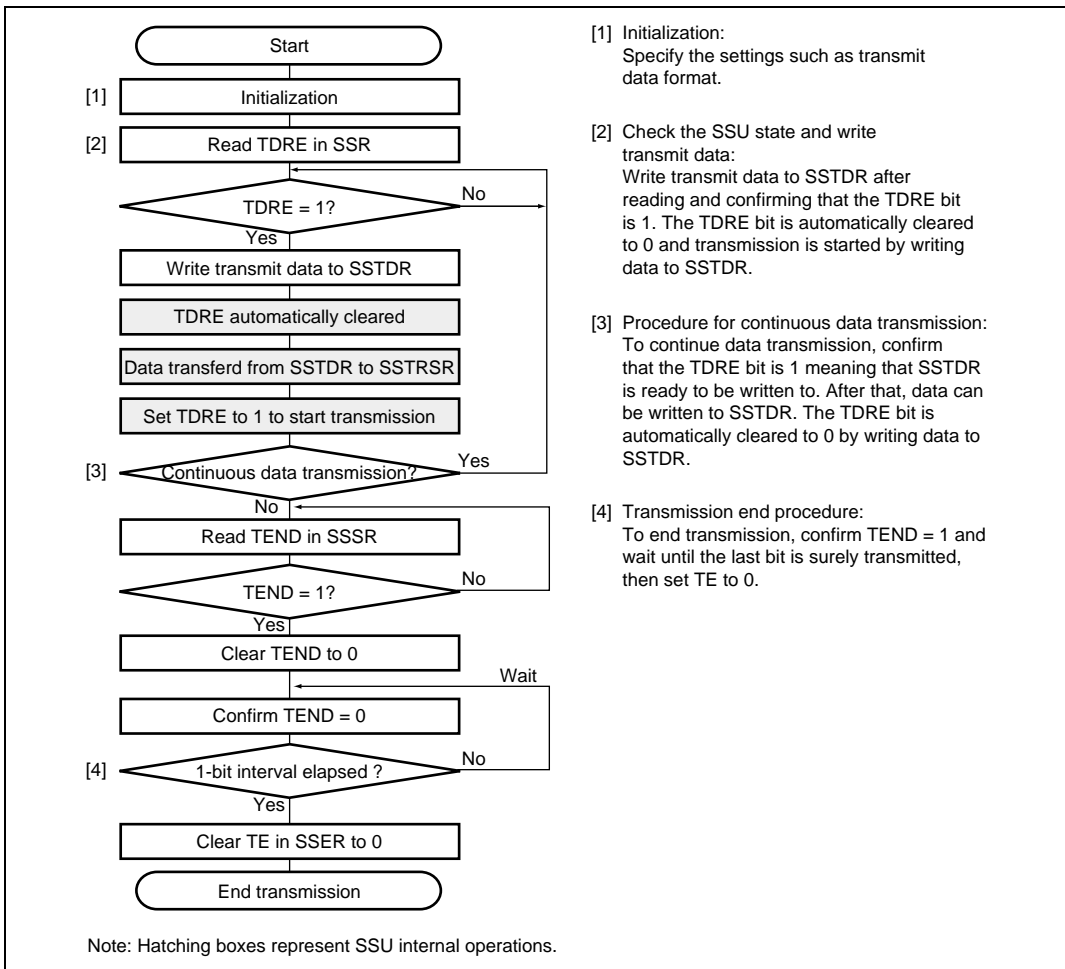 Start
[1] Initialization
[2] Read TDRE in SSR
TDRE = 1?
No
Yes
Write transmit data to SSTDR
TDRE automatically cleared
Data transferd from SSTDR to SSTRSR
Set TDRE to 1 to start transmission
[3] Continuous data transmission?
Yes
No
Read TEND in SSSR
TEND = 1?
No
Yes
Clear TEND to 0
Wait
Confirm TEND = 0
[4] 1-bit interval elapsed ?
No
Yes
Clear TE in SSER to 0
End transmission
[1] Initialization:
Specify the settings such as transmit
data format.
[2] Check the SSU state and write
transmit data:
Write transmit data to SSTDR after
reading and confirming that the TDRE bit
is 1. The TDRE bit is automatically cleared
to 0 and transmission is started by writing
data to SSTDR.
[3] Procedure for continuous data transmission:
To continue data transmission, confirm
that the TDRE bit is 1 meaning that SSTDR
is ready to be written to. After that, data can
be written to SSTDR. The TDRE bit is
automatically cleared to 0 by writing data to
SSTDR.
[4] Transmission end procedure:
To end transmission, confirm TEND = 1 and
wait until the last bit is surely transmitted,
then set TE to 0.
Note: Hatching boxes represent SSU internal operations.